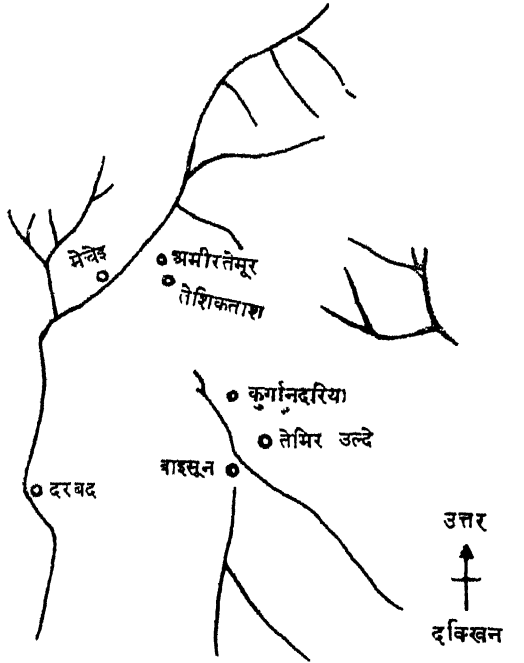 मेचेइ
अमीरतेमूर
तेशिकताश
कुर्गानदरिया
तेमिर उल्दे
बाइसून
दरबद
उत्तर
दक्खिन